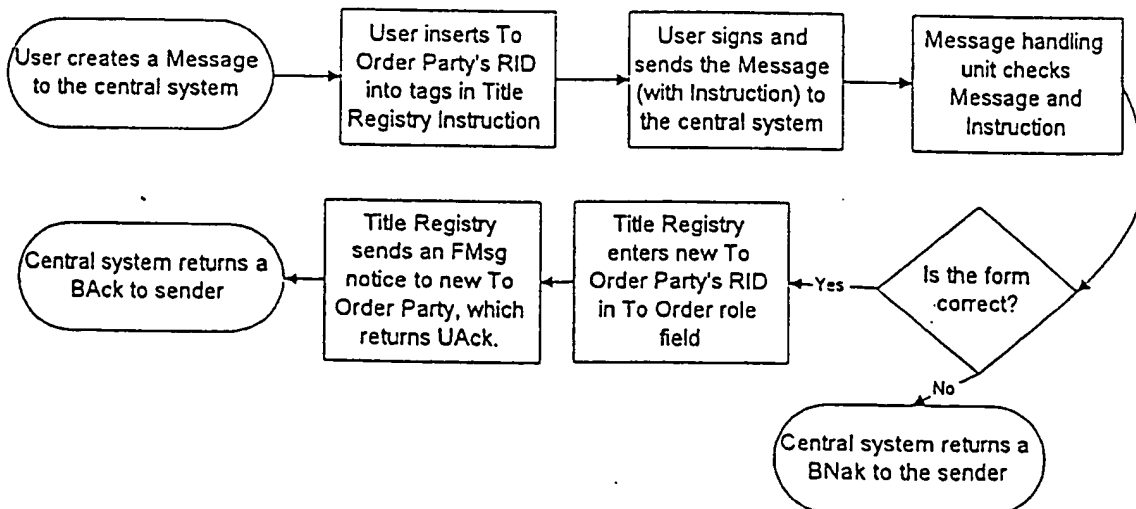 User creates a Message
to the central system
User inserts To
Order Party's RID
into tags in Title
Registry Instruction
User signs and
sends the Message
(with Instruction) to
the central system
Message handling
unit checks
Message and
Instruction
Is the form
correct?
Yes
Title Registry
enters new To
Order Party's RID
in To Order role
field
Title Registry
sends an FMsg
notice to new To
Order Party, which
returns UAck.
Central system returns a
BAck to sender
No
Central system returns a
BNak to the sender